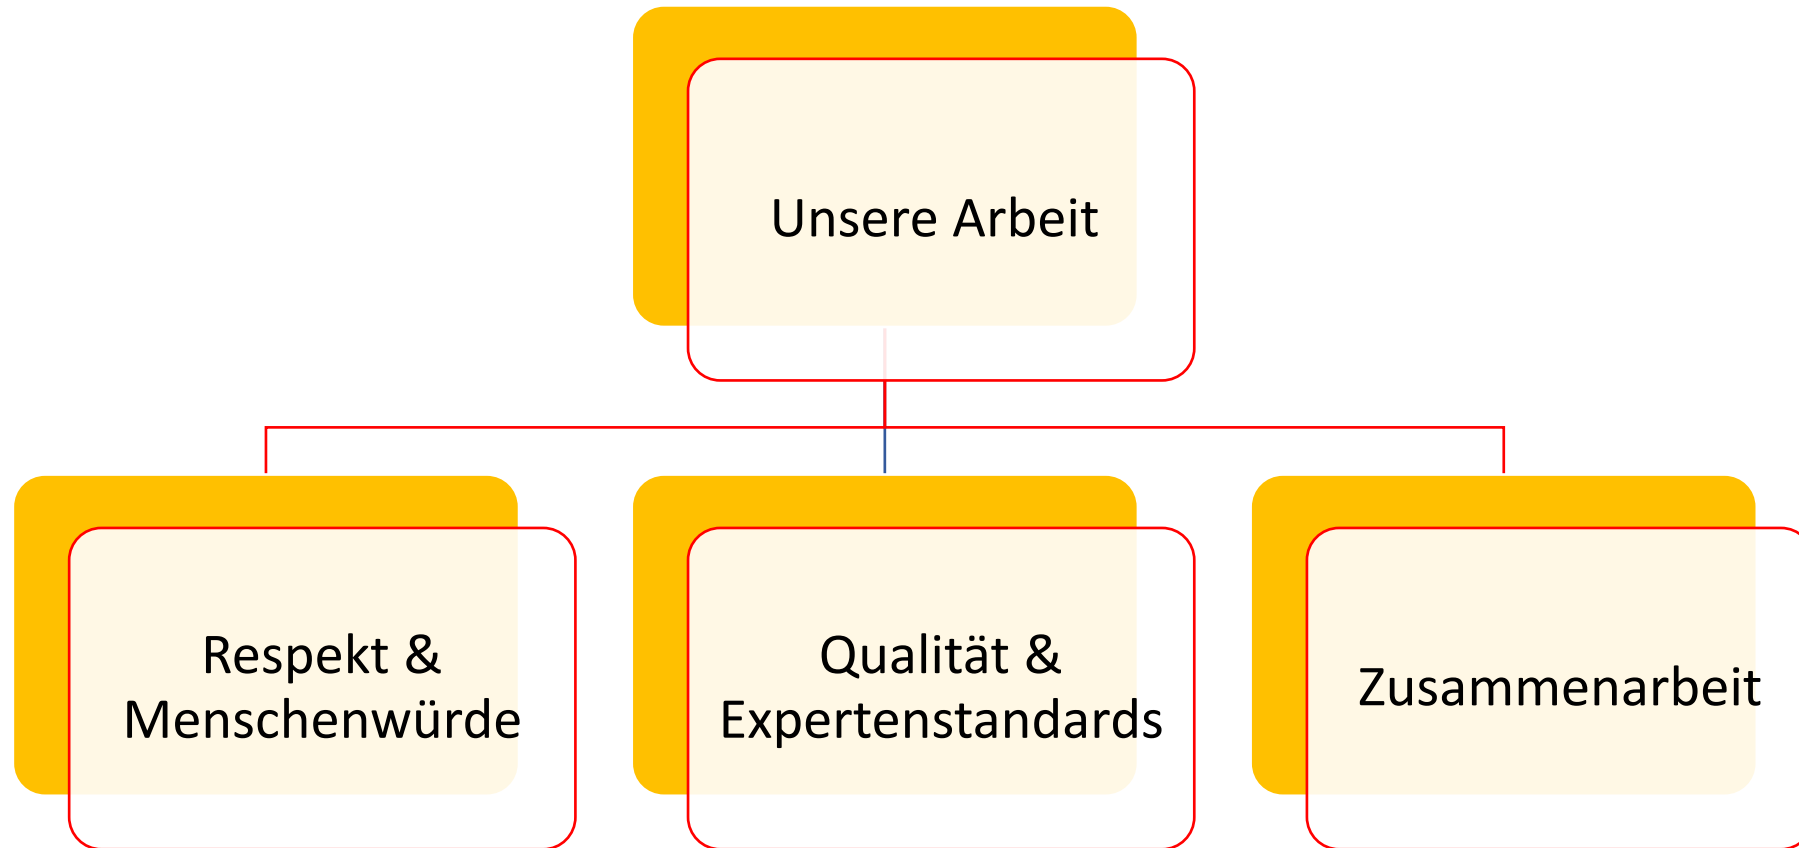 Unsere Arbeit
Respekt &
Menschenwürde
Qualität &
Expertenstandards
Zusammenarbeit